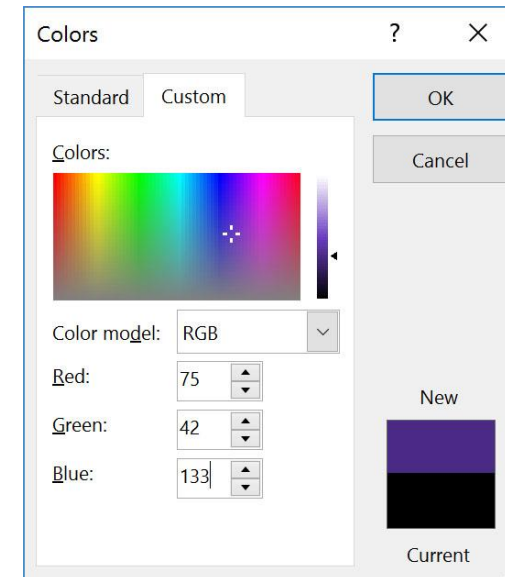 Colors
?
Standard
Custom
OK
Cancel
Colors:
Color model:
RGB
Red:
75
Green:
42
Blue:
133
New
Current